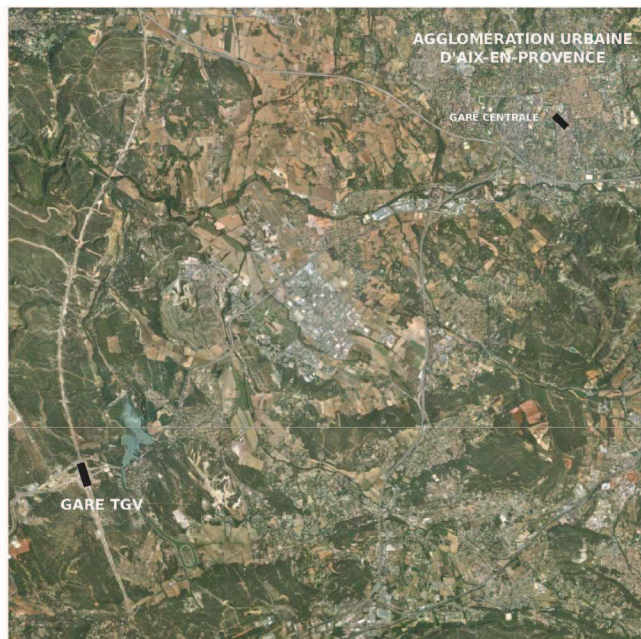 AGGLOMÉRATION URBAINE
D'AIX-EN-PROVENCE
GARE CENTRALE
GARE TGV